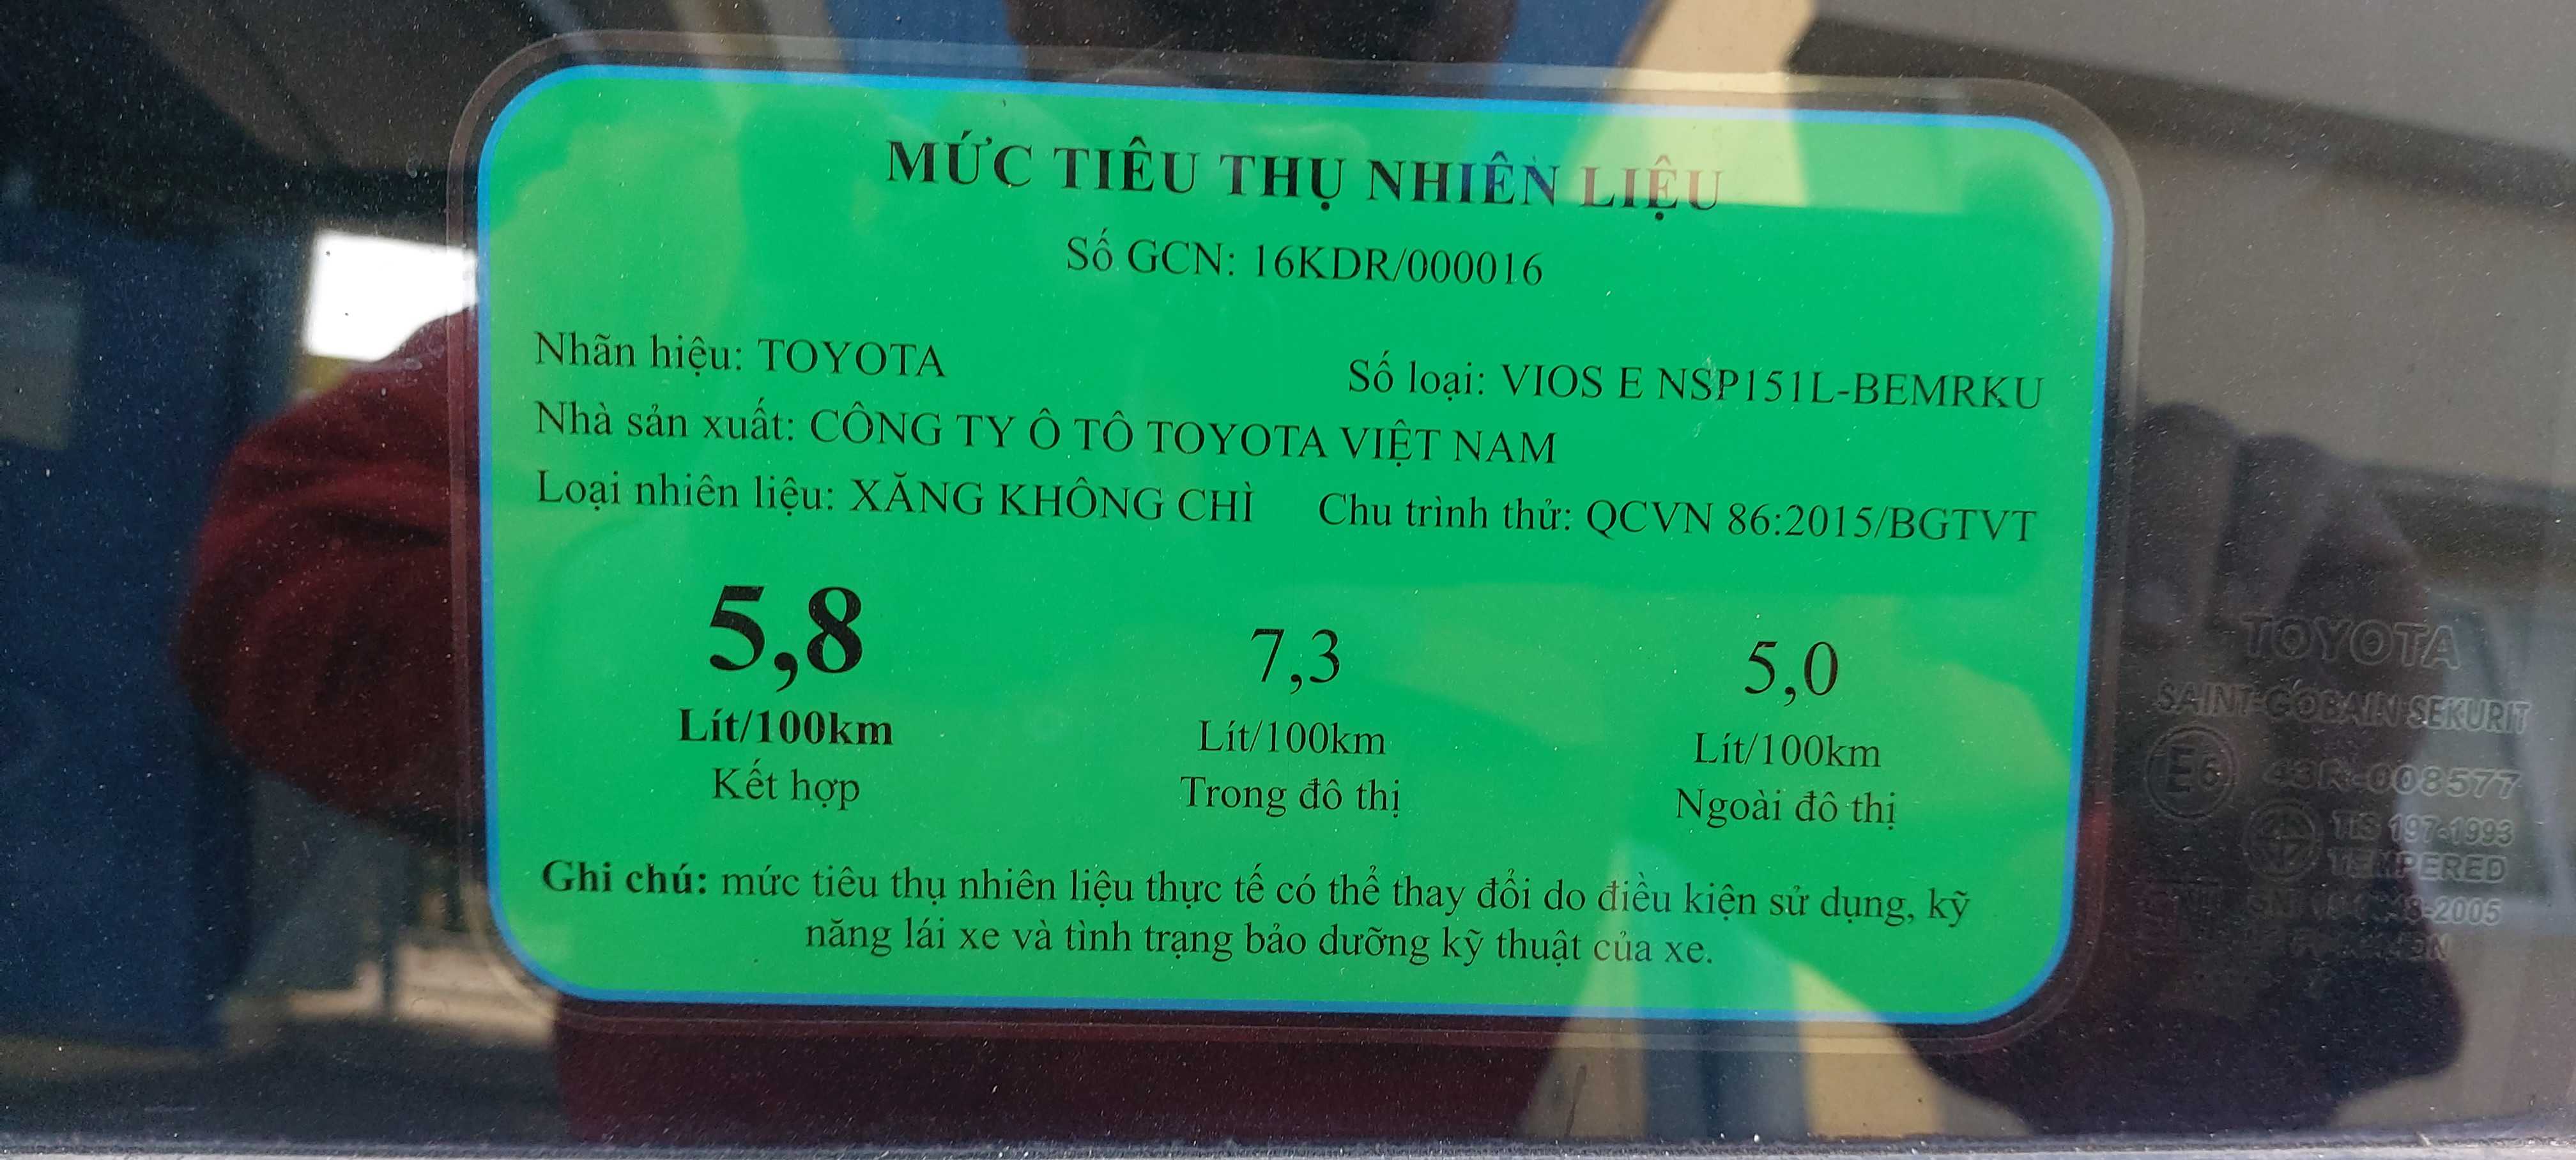 MỨC TIÊU THỤ NHIÊN LIỆU
Số GCN: 16KDR/000016
Nhãn hiệu: TOYOTA Số loại: VIOS E NSP151L-BEMRKU
Nhà sản xuất: CÔNG TY Ô TÔ TOYOTA VIỆT NAM
Loại nhiên liệu: XĂNG KHÔNG CHÌ Chu trình thử: QCVN 86:2015/BGTVT
5,8 7,3 5,0
Lít/100km Lít/100km Lít/100km
Kết hợp Trong đô thị Ngoài đô thị
Ghi chú: mức tiêu thụ nhiên liệu thực tế có thể thay đổi do điều kiện sử dụng, kỹ
năng lái xe và tình trạng bảo dưỡng kỹ thuật của xe.
TOYOTA
SAINT-GOBAIN SEKURIT
E6 43R-008577
TIS 197-1993
TEMPERED